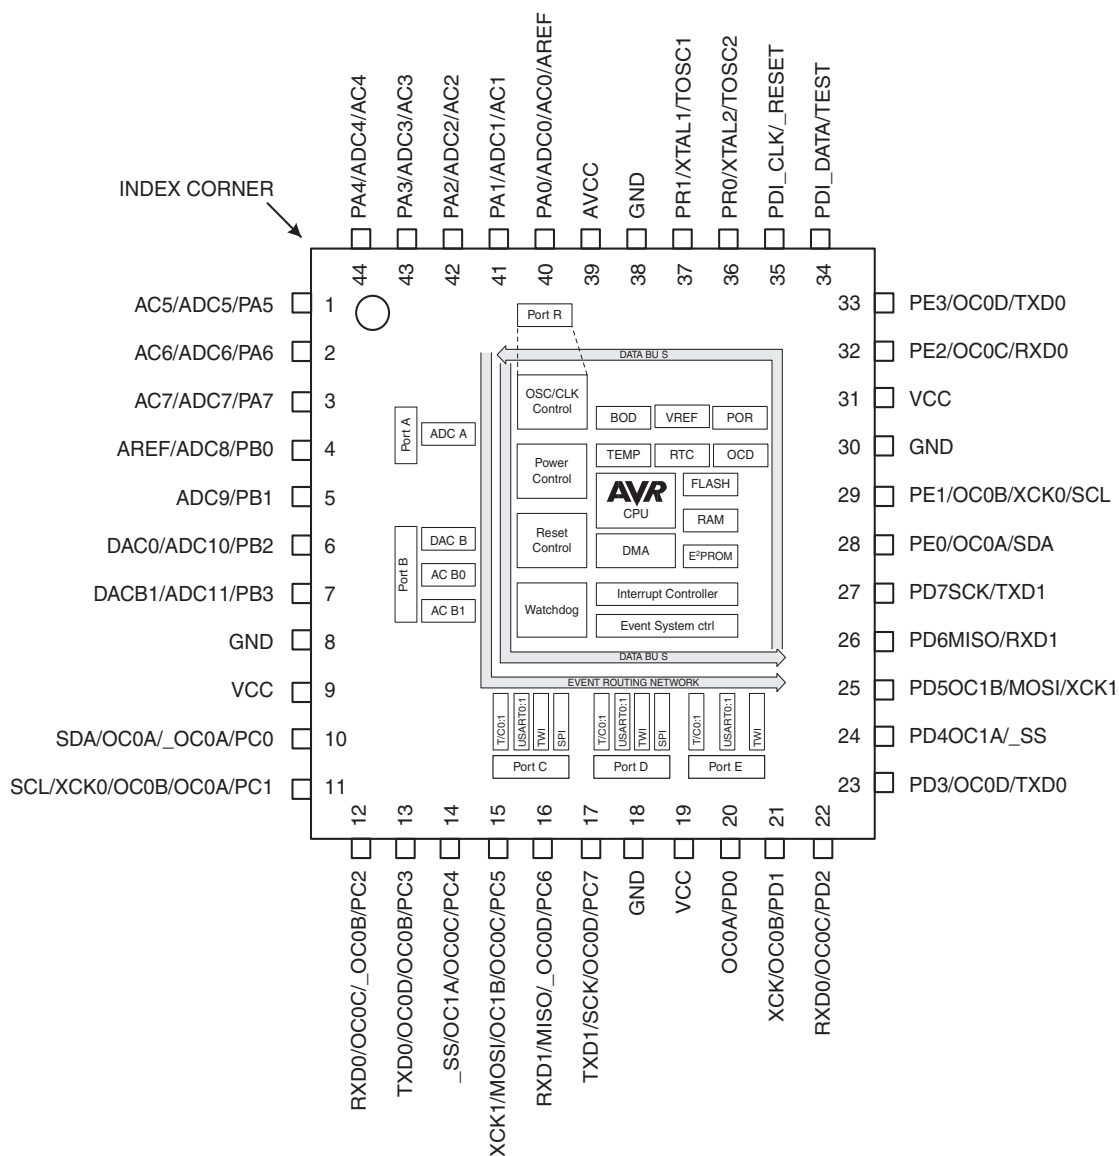 PA4/ADC4/AC4
PA3/ADC3/AC3
PA2/ADC2/AC2
PA1/ADC1/AC1
PA0/ADC0/AC0/AREF
AVCC
GND
PR1/XTAL1/TOSC1
PR0/XTAL2/TOSC2
PDI_CLK/_RESET
PDI_DATA/TEST
INDEX CORNER
44
43
42
41
40
39
38
37
36
35
34
AC5/ADC5/PA5
1
AC6/ADC6/PA6
2
AC7/ADC7/PA7
3
AREF/ADC8/PB0
4
ADC9/PB1
5
DAC0/ADC10/PB2
6
DACB1/ADC11/PB3
7
GND
8
VCC
9
SDA/OC0A/_OC0A/PC0
10
SCL/XCK0/OC0B/OC0A/PC1
11
Port R
DATA BU S
OSC/CLK
Control
BOD
VREF
POR
Port A
ADC A
Power
Control
TEMP
RTC
OCD
AVR
CPU
FLASH
RAM
Port B
DAC B
AC B0
AC B1
Reset
Control
DMA
E²PROM
Watchdog
Interrupt Controller
Event System ctrl
DATA BU S
EVENT ROUTING NETWORK
T/C0:1
USART0:1
TWI
SPI
T/C0:1
USART0:1
TWI
SPI
T/C0:1
USART0:1
TWI
Port C
Port D
Port E
33
PE3/OC0D/TXD0
32
PE2/OC0C/RXD0
31
VCC
30
GND
29
PE1/OC0B/XCK0/SCL
28
PE0/OC0A/SDA
27
PD7SCK/TXD1
26
PD6MISO/RXD1
25
PD5OC1B/MOSI/XCK1
24
PD4OC1A/_SS
23
PD3/OC0D/TXD0
12
13
14
15
16
17
18
19
20
21
22
RXD0/OC0C/_OC0B/PC2
TXD0/OC0D/OC0B/PC3
_SS/OC1A/OC0C/PC4
XCK1/MOSI/OC1B/OC0C/PC5
RXD1/MISO/_OC0D/PC6
TXD1/SCK/OC0D/PC7
GND
VCC
OC0A/PD0
XCK/OC0B/PD1
RXD0/OC0C/PD2